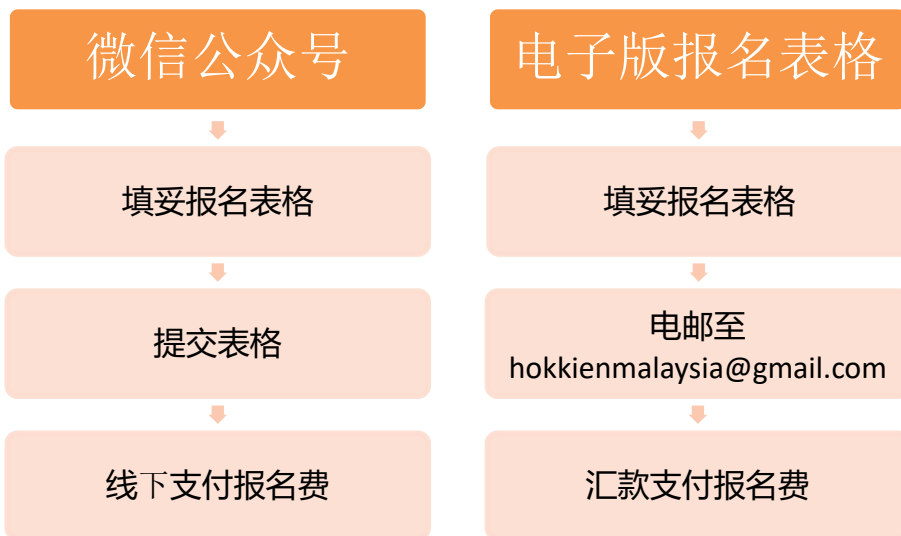 微信公众号
填妥报名表格
提交表格
线下支付报名费
电子版报名表格
填妥报名表格
电邮至
hokkienmalaysia@gmail.com
汇款支付报名费